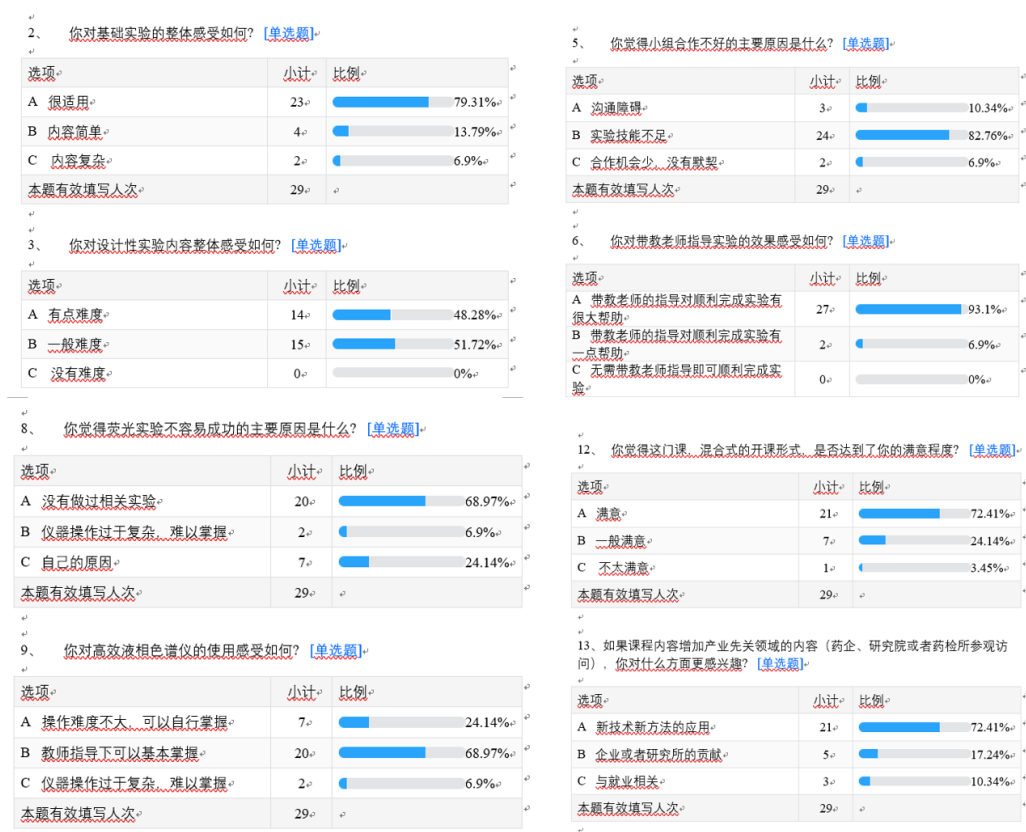 2、 你对基础实验的整体感受如何? [单选题]
选项 小计 比例
A 很适用 23 79.31%
B 内容简单 4 13.79%
C 内容复杂 2 6.9%
本题有效填写人次 29
3、 你对设计性实验内容整体感受如何? [单选题]
选项 小计 比例
A 有点难度 14 48.28%
B 一般难度 15 51.72%
C 没有难度 0 0%
5、 你觉得小组合作不好的主要原因是什么? [单选题]
选项 小计 比例
A 沟通障碍 3 10.34%
B 实验技能不足 24 82.76%
C 合作机会少，没有默契 2 6.9%
本题有效填写人次 29
6、 你对带教老师指导实验的效果感受如何? [单选题]
选项 小计 比例
A 带教老师的指导对顺利完成实验有
很大帮助 27 93.1%
B 带教老师的指导对顺利完成实验有
一点帮助 2 6.9%
C 无需带教老师指导即可顺利完成实
验 0 0%
8、 你觉得荧光实验不容易成功的主要原因是什么? [单选题]
选项 小计 比例
A 没有做过相关实验 20 68.97%
B 仪器操作过于复杂，难以掌握 2 6.9%
C 自己的原因 7 24.14%
本题有效填写人次 29
9、 你对高效液相色谱仪的使用感受如何? [单选题]
选项 小计 比例
A 操作难度不大，可以自行掌握 7 24.14%
B 教师指导下可以基本掌握 20 68.97%
C 仪器操作过于复杂，难以掌握 2 6.9%
本题有效填写人次 29
12、 你觉得这门课，混合式的开课形式，是否达到了你的满意程度? [单选题]
选项 小计 比例
A 满意 21 72.41%
B 一般满意 7 24.14%
C 不太满意 1 3.45%
本题有效填写人次 29
13、如果课程内容增加产业先关领域的内容（药企、研究院或者药检所参观访
问），你对什么方面更感兴趣? [单选题]
选项 小计 比例
A 新技术新方法的应用 21 72.41%
B 企业或者研究所的贡献 5 17.24%
C 与就业相关 3 10.34%
本题有效填写人次 29